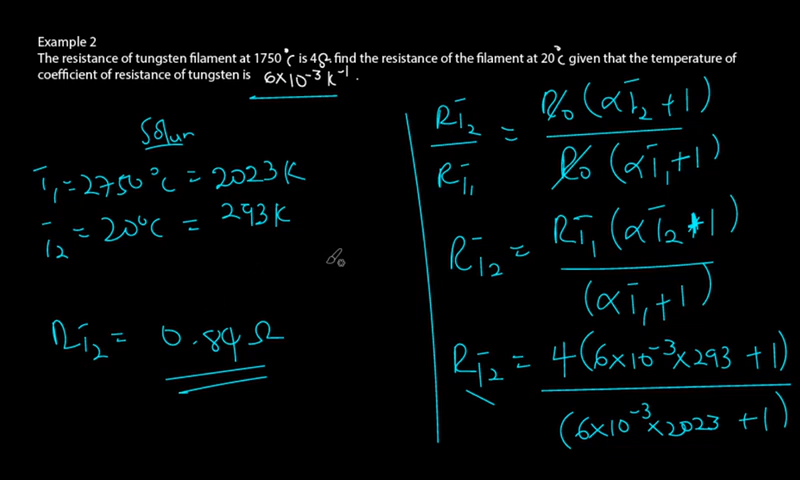 Example 2
The resistance of tungsten filament at 1750°C is 4Ω find the resistance of the filament at 20°C given that the temperature of
coefficient of resistance of tungsten is 6×10⁻³ K⁻¹.
Solun
T₁ = 2750°C = 2023K
T₂ = 20°C = 293K
RT₂ = 0.84Ω
RT₂ / RT₁ = R₀(αT₂+1) / R₀(αT₁+1)
RT₂ = RT₁(αT₂+1) / (αT₁+1)
RT₂ = 4(6×10⁻³×293+1) / (6×10⁻³×2023+1)